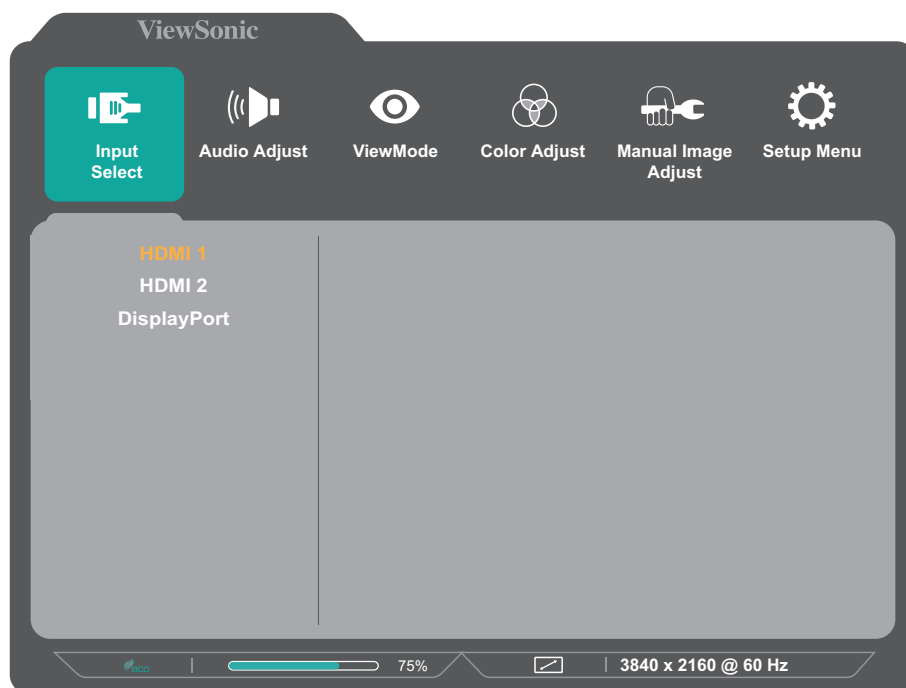 ViewSonic
Input
Select
Audio Adjust
ViewMode
Color Adjust
Manual Image
Adjust
Setup Menu
HDMI 1
HDMI 2
DisplayPort
ECO
75%
3840 x 2160 @ 60 Hz